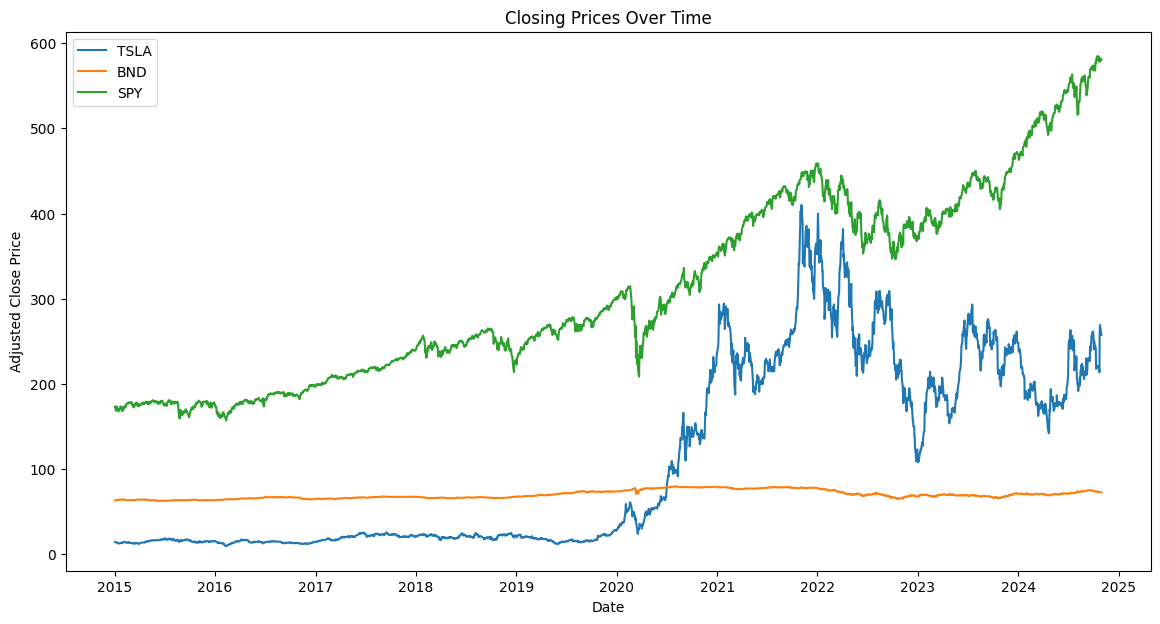 Closing Prices Over Time
TSLA
BND
SPY
Adjusted Close Price
600
500
400
300
200
100
0
2015 2016 2017 2018 2019 2020 2021 2022 2023 2024 2025
Date